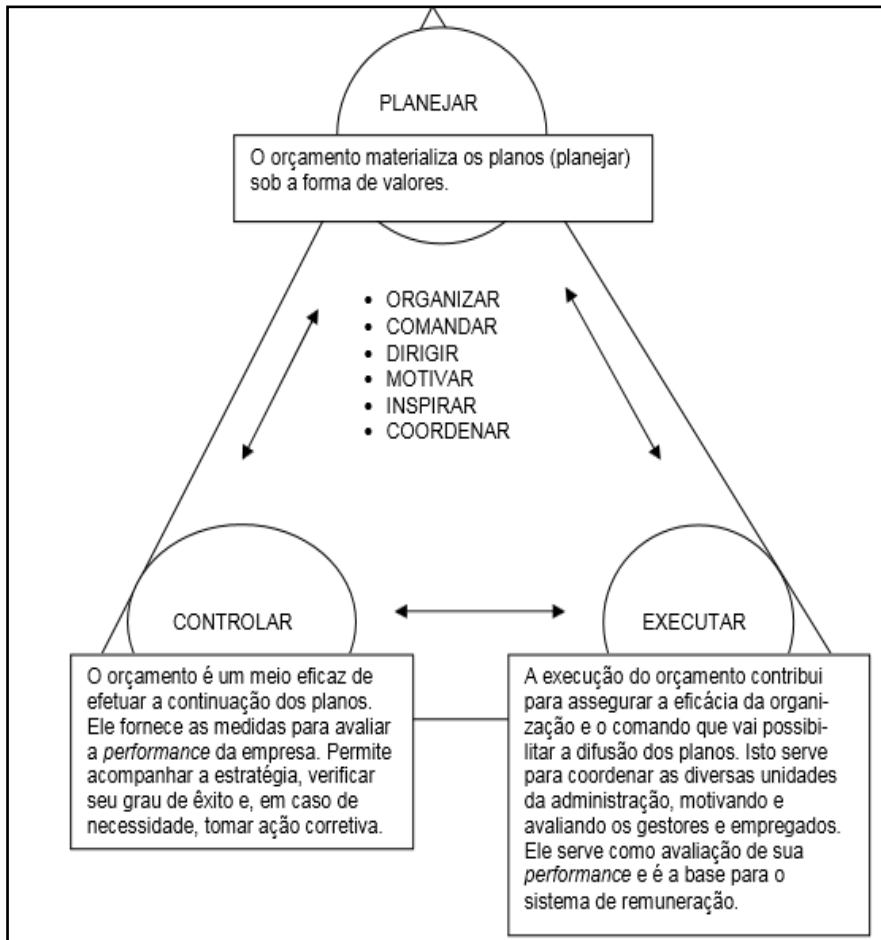 PLANEJAR
O orçamento materializa os planos (planejar)
sob a forma de valores.
• ORGANIZAR
• COMANDAR
• DIRIGIR
• MOTIVAR
• INSPIRAR
• COORDENAR
CONTROLAR
O orçamento é um meio eficaz de
efetuar a continuação dos planos.
Ele fornece as medidas para avaliar
a performance da empresa. Permite
acompanhar a estratégia, verificar
seu grau de êxito e, em caso de
necessidade, tomar ação corretiva.
EXECUTAR
A execução do orçamento contribui
para assegurar a eficácia da organi-
zação e o comando que vai possibi-
litar a difusão dos planos. Isto serve
para coordenar as diversas unidades
da administração, motivando e
avaliando os gestores e empregados.
Ele serve como avaliação de sua
performance e é a base para o
sistema de remuneração.